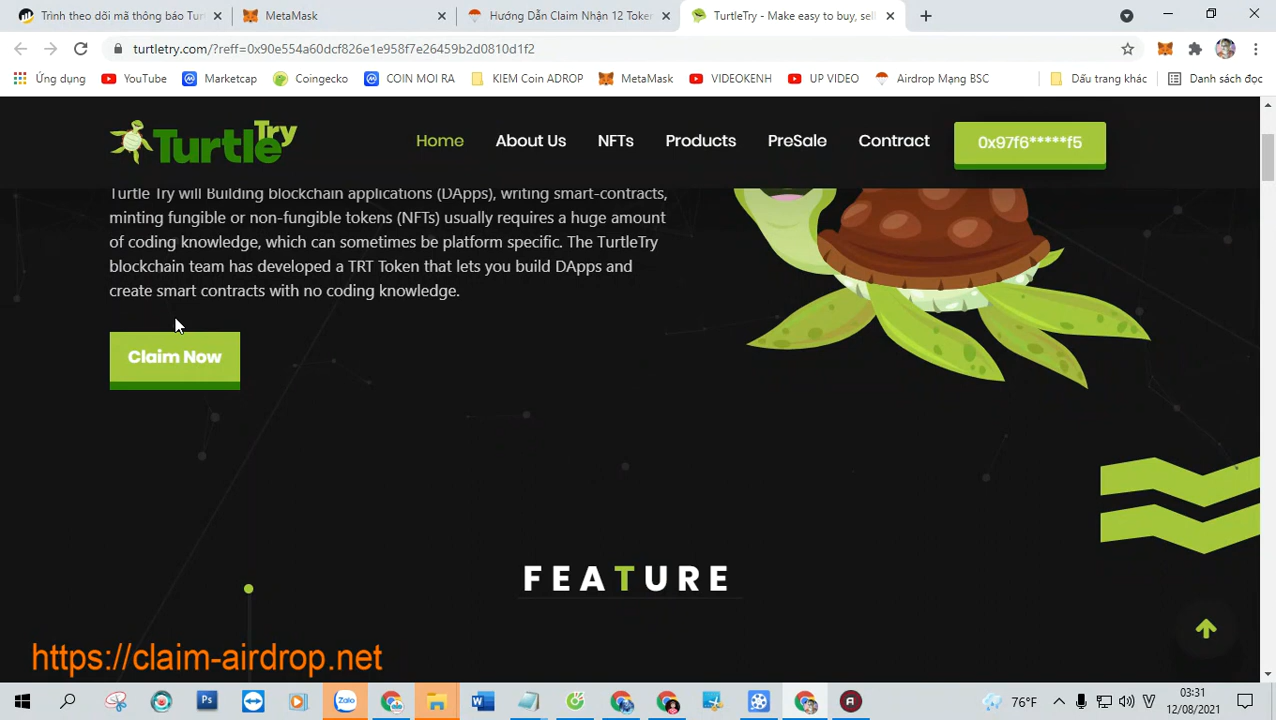 Trình theo dõi mã thông báo Turt
MetaMask
Hướng Dẫn Claim Nhận 12 Token
TurtleTry - Make easy to buy, sell
turtletry.com/?reff=0x90e554a60dcf826e1e958f7e26459b2d0810d1f2
Ứng dụng
YouTube
Marketcap
Coingecko
COIN MOI RA
KIEM Coin ADROP
MetaMask
VIDEOKENH
UP VIDEO
Airdrop Mạng BSC
Dấu trang khác
Danh sách đọc
TurtleTry
Home
About Us
NFTs
Products
PreSale
Contract
0x97f6*****f5
Turtle Try will Building blockchain applications (DApps), writing smart-contracts,
minting fungible or non-fungible tokens (NFTs) usually requires a huge amount
of coding knowledge, which can sometimes be platform specific. The TurtleTry
blockchain team has developed a TRT Token that lets you build DApps and
create smart contracts with no coding knowledge.
Claim Now
FEATURE
https://claim-airdrop.net
Zalo
76°F
03:31
12/08/2021